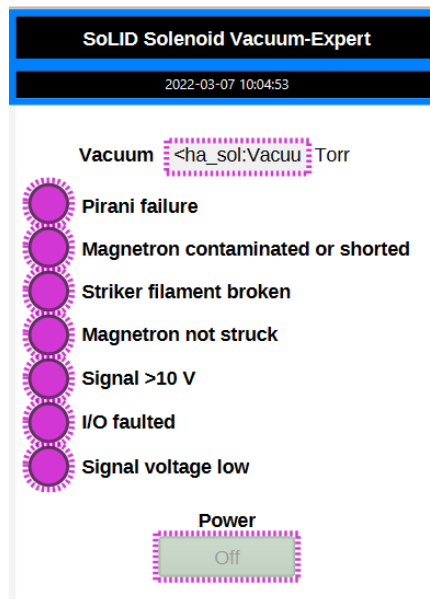 SoLID Solenoid Vacuum-Expert
2022-03-07 10:04:53
Vacuum <ha_sol:Vacuu Torr
Pirani failure
Magnetron contaminated or shorted
Striker filament broken
Magnetron not struck
Signal >10 V
I/O faulted
Signal voltage low
Power
Off